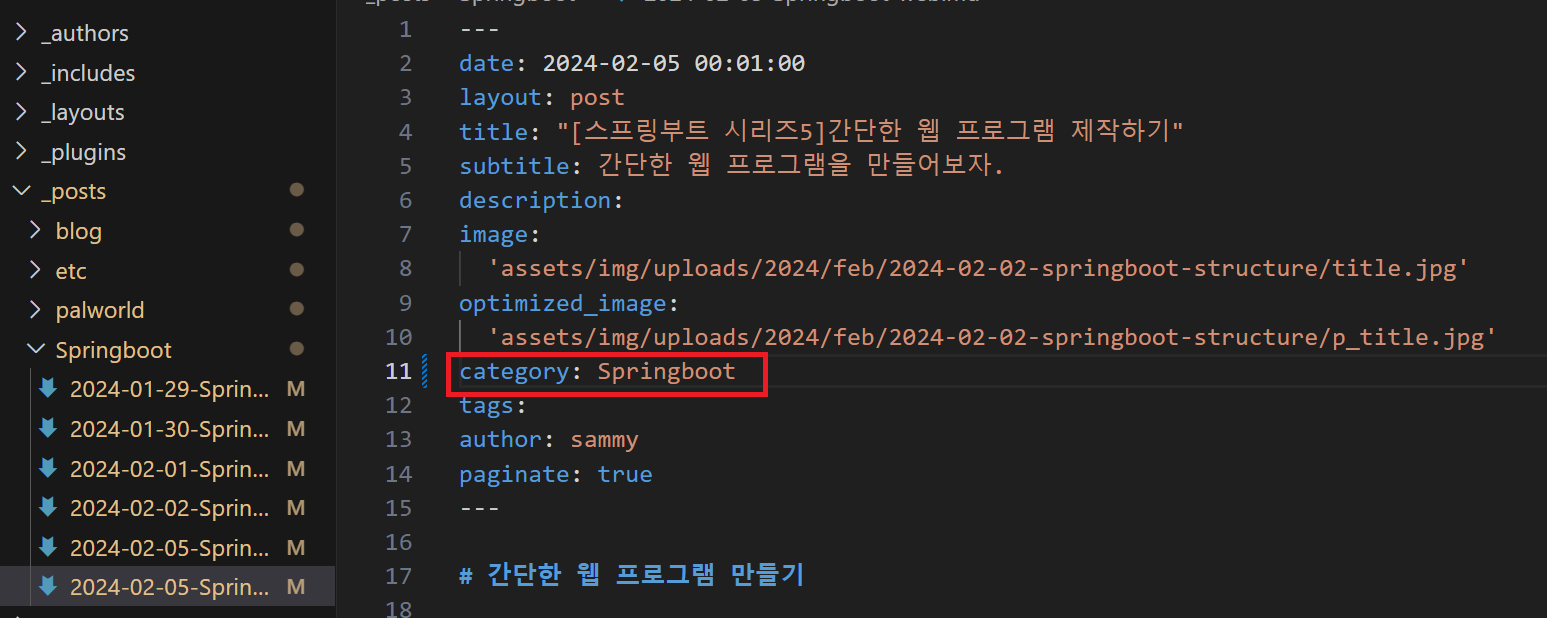 _authors
_includes
_layouts
_plugins
_posts
blog
etc
palworld
Springboot
2024-01-29-Sprin... M
2024-01-30-Sprin... M
2024-02-01-Sprin... M
2024-02-02-Sprin... M
2024-02-05-Sprin... M
2024-02-05-Sprin... M
1 ---
2 date: 2024-02-05 00:01:00
3 layout: post
4 title: "[스프링부트 시리즈5]간단한 웹 프로그램 제작하기"
5 subtitle: 간단한 웹 프로그램을 만들어보자.
6 description:
7 image:
8 'assets/img/uploads/2024/feb/2024-02-02-springboot-structure/title.jpg'
9 optimized_image:
10 'assets/img/uploads/2024/feb/2024-02-02-springboot-structure/p_title.jpg'
11 category: Springboot
12 tags:
13 author: sammy
14 paginate: true
15 ---
16
17 # 간단한 웹 프로그램 만들기
18